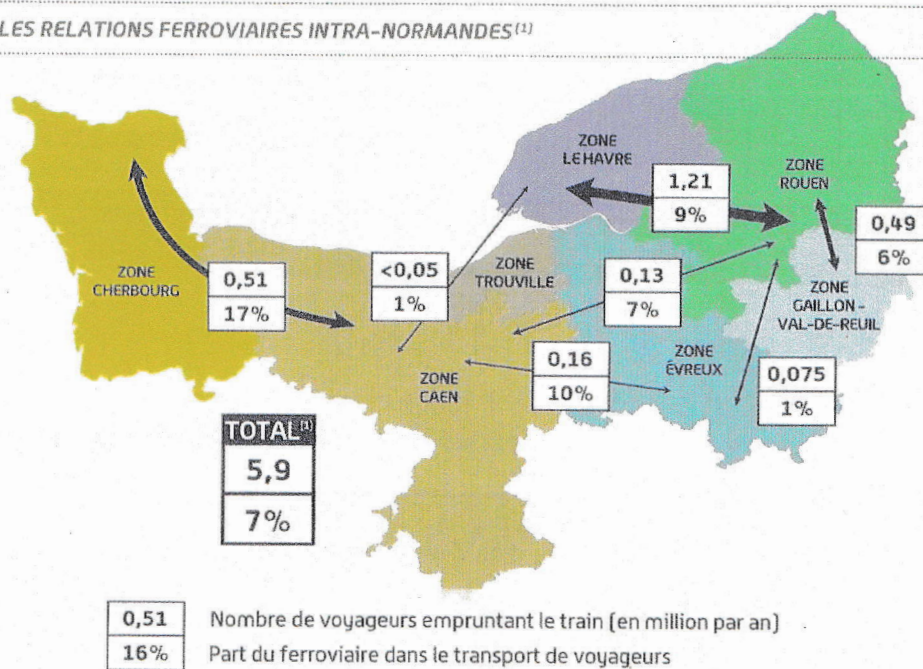 LES RELATIONS FERROVIAIRES INTRA-NORMANDES(1)
ZONE
LE HAVRE
ZONE
ROUEN
1,21
9%
0,49
6%
ZONE
CHERBOURG
0,51
17%
<0,05
1%
ZONE
TROUVILLE
0,13
7%
ZONE
GAILLON-
VAL-DE-REUIL
ZONE
CAEN
0,16
10%
ZONE
ÉVREUX
0,075
1%
TOTAL(1)
5,9
7%
0,51 Nombre de voyageurs empruntant le train (en million par an)
16% Part du ferroviaire dans le transport de voyageurs